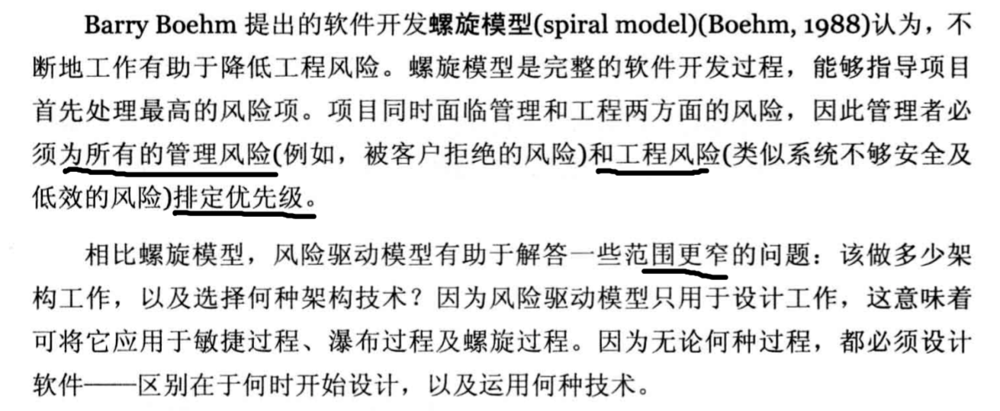 Barry Boehm 提出的软件开发螺旋模型(spiral model)(Boehm, 1988)认为，不
断地工作有助于降低工程风险。螺旋模型是完整的软件开发过程，能够指导项目
首先处理最高的风险项。项目同时面临管理和工程两方面的风险，因此管理者必
须为所有的管理风险(例如，被客户拒绝的风险)和工程风险(类似系统不够安全及
低效的风险)排定优先级。
相比螺旋模型，风险驱动模型有助于解答一些范围更窄的问题：该做多少架
构工作，以及选择何种架构技术？因为风险驱动模型只用于设计工作，这意味着
可将它应用于敏捷过程、瀑布过程及螺旋过程。因为无论何种过程，都必须设计
软件——区别在于何时开始设计，以及运用何种技术。